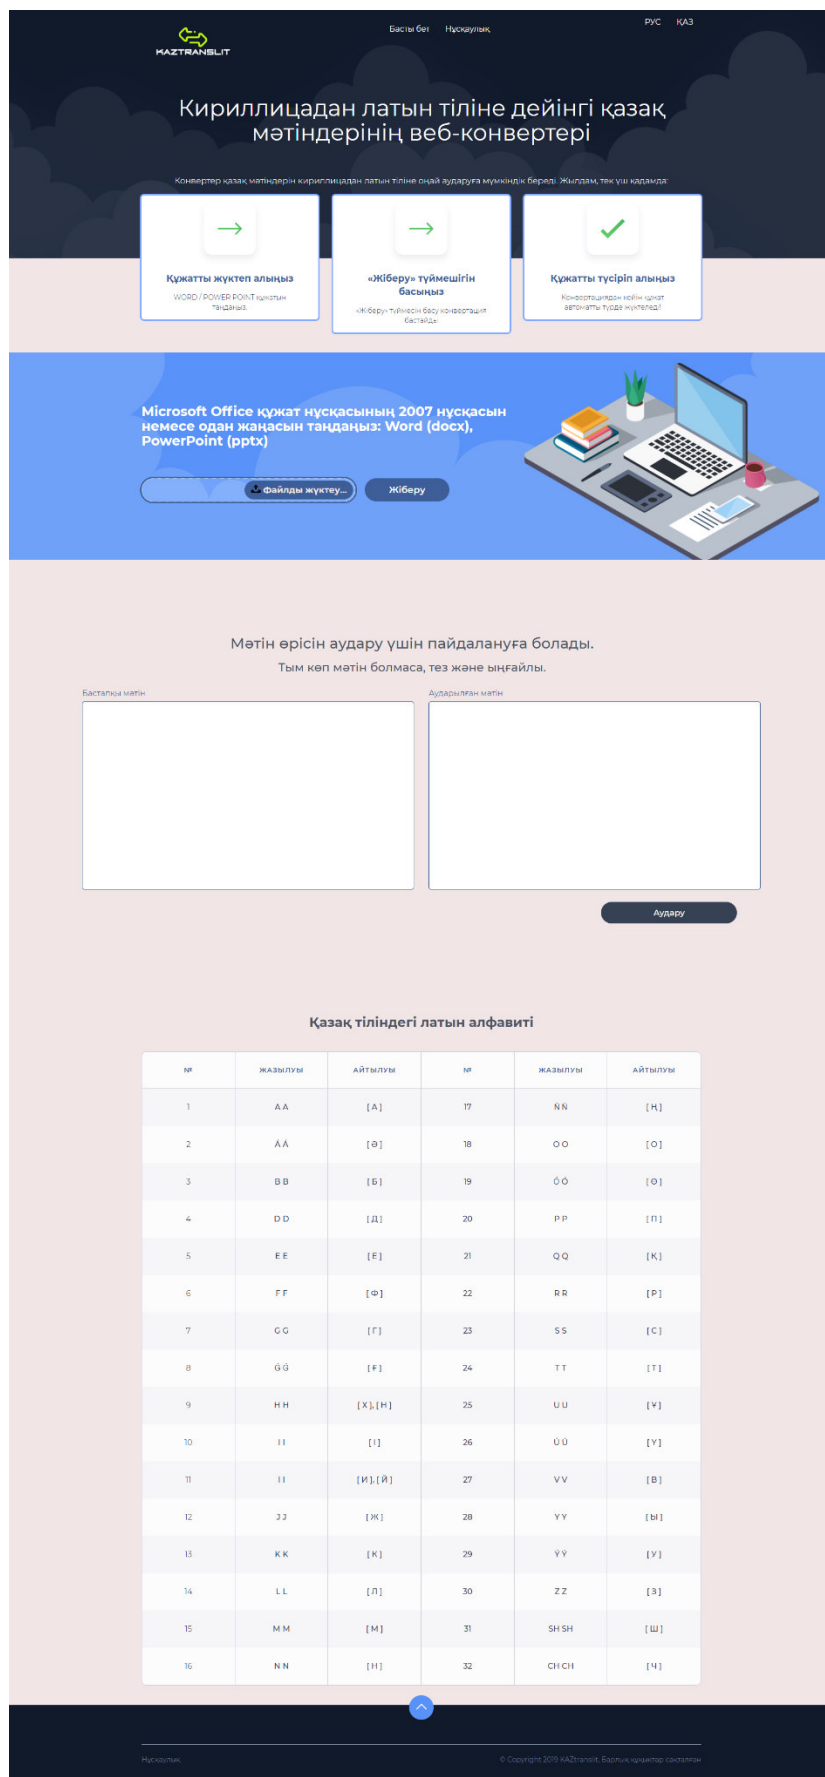 KAZTRANSLIT
Басты бет Нұсқаулық
РУС ҚАЗ
Кириллицадан латын тіліне дейінгі қазақ
мәтіндерінің веб-конвертері
Конвертер қазақ мәтіндерін кириллицадан латын тіліне оңай аударуға мүмкіндік береді. Жылдам, тек үш қадамда:
Құжатты жүктеп алыңыз
WORD / POWER POINT құжатын
таңдаңыз.
«Жіберу» түймешігін
басыңыз
«Жіберу» түймесін басу конвертация
бастайды
Құжатты түсіріп алыңыз
Конвертациядан кейін құжат
автоматты түрде жүктеледі!
Microsoft Office құжат нұсқасының 2007 нұсқасын
немесе одан жаңасын таңдаңыз: Word (docx),
PowerPoint (pptx)
Файлды жүктеу...
Жіберу
Мәтін өрісін аудару үшін пайдалануға болады.
Тым көп мәтін болмаса, тез және ыңғайлы.
Бастапқы мәтін
Аударылған мәтін
Аудару
Қазақ тіліндегі латын алфавиті
№ ЖАЗЫЛУЫ АЙТЫЛУЫ № ЖАЗЫЛУЫ АЙТЫЛУЫ
1 A A [ А ] 17 Ń Ń [ Ң ]
2 Á Á [ Ә ] 18 O O [ О ]
3 B B [ Б ] 19 Ó Ó [ Ө ]
4 D D [ Д ] 20 P P [ П ]
5 E E [ Е ] 21 Q Q [ Қ ]
6 F F [ Ф ] 22 R R [ Р ]
7 G G [ Г ] 23 S S [ С ]
8 Ǵ Ǵ [ Ғ ] 24 T T [ Т ]
9 H H [ Х ], [ Н ] 25 U U [ Ұ ]
10 I I [ І ] 26 Ú Ú [ Ү ]
11 I I [ И ], [ Й ] 27 V V [ В ]
12 J J [ Ж ] 28 Y Y [ Ы ]
13 K K [ К ] 29 Ý Ý [ У ]
14 L L [ Л ] 30 Z Z [ З ]
15 M M [ М ] 31 SH SH [ Ш ]
16 N N [ Н ] 32 CH CH [ Ч ]
Нұсқаулық
© Copyright 2019 KAZtranslit. Барлық құқықтар сақталған